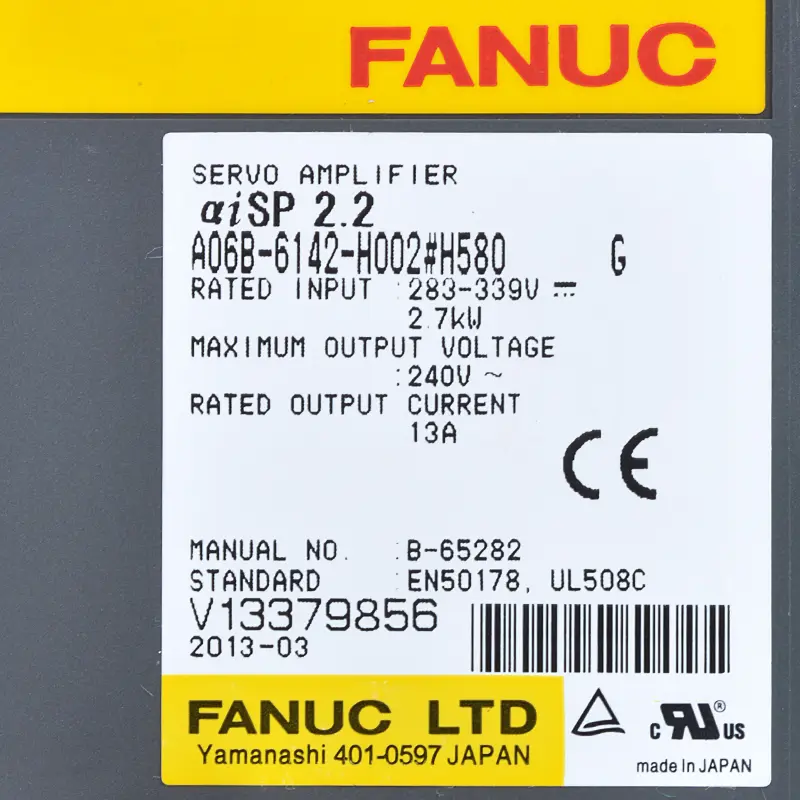 FANUC
SERVO AMPLIFIER
αiSP 2.2
A06B-6142-H002#H580 G
RATED INPUT :283-339V ⎓
2.7kW
MAXIMUM OUTPUT VOLTAGE
:240V ~
RATED OUTPUT CURRENT
13A
CE
MANUAL NO. :B-65282
STANDARD :EN50178, UL508C
V13379856
2013-03
FANUC LTD
Yamanashi 401-0597 JAPAN
c RU ® US
made In JAPAN